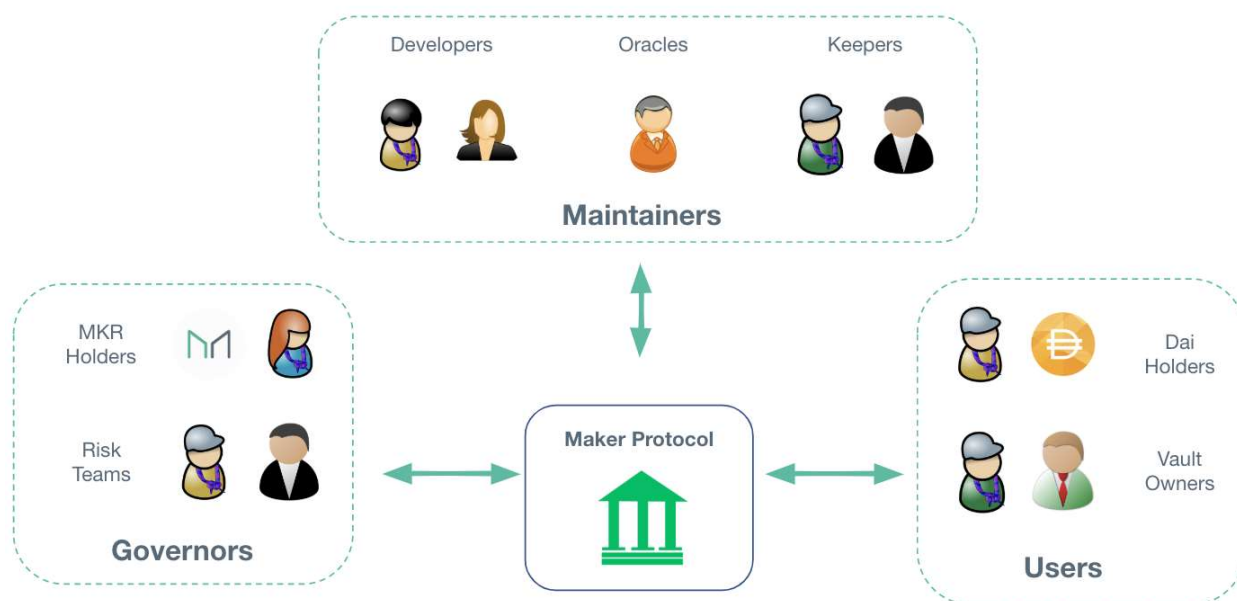 Developers
Oracles
Keepers
Maintainers
MKR
Holders
Risk
Teams
Governors
Maker Protocol
Dai
Holders
Vault
Owners
Users